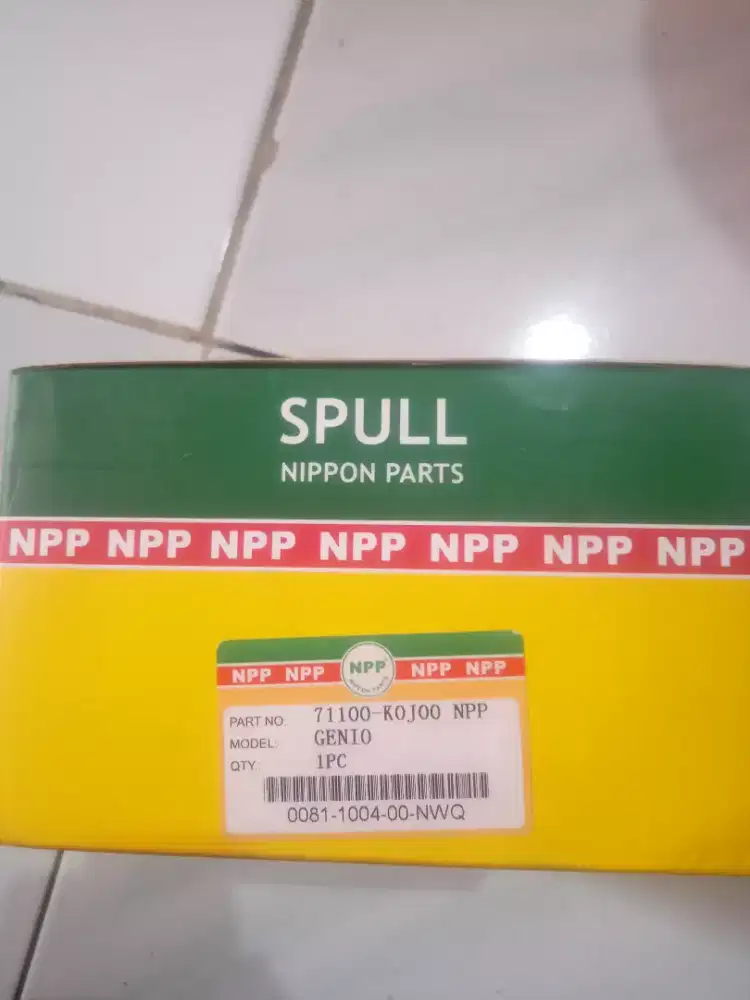 SPULL
NIPPON PARTS
NPP NPP NPP NPP NPP NPP NPP
NPP NPP NPP NPP NPP
NIPPON PARTS
PART NO: 71100-K0J00 NPP
MODEL: GENIO
QTY: 1PC
0081-1004-00-NWQ